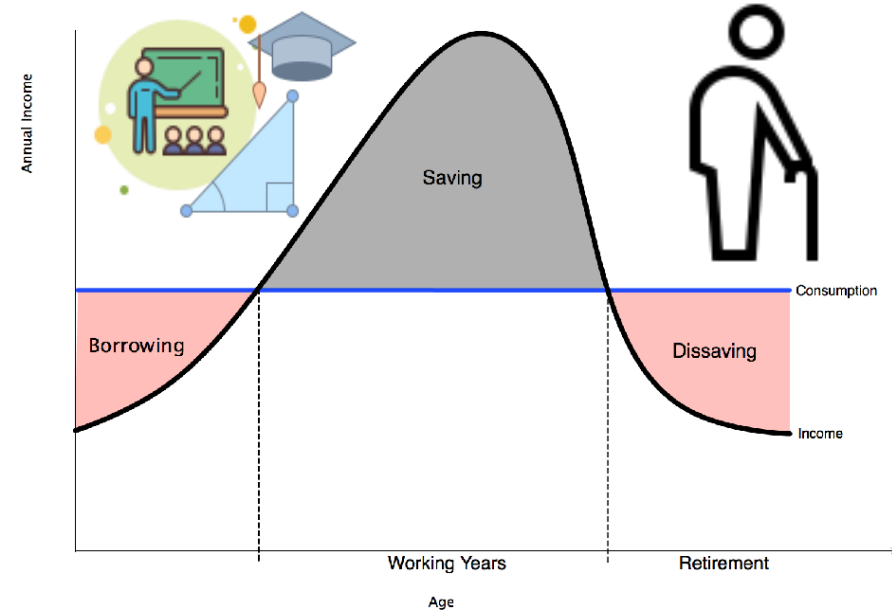 Annual Income
Saving
Consumption
Borrowing
Dissaving
Income
Working Years
Retirement
Age